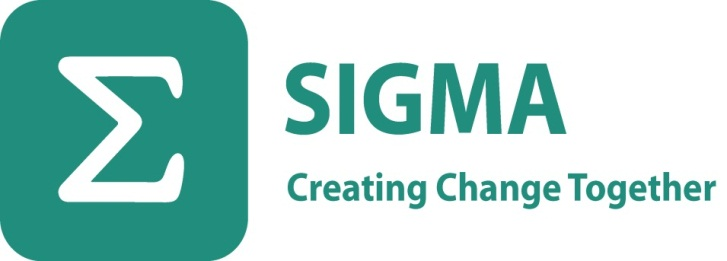 Σ
SIGMA
Creating Change Together